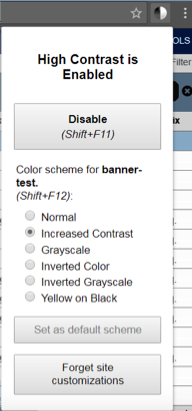 OLS
Filter
High Contrast is
Enabled
ix
Disable
(Shift+F11)
Color scheme for banner-
test.
(Shift+F12):
Normal
Increased Contrast
Grayscale
Inverted Color
Inverted Grayscale
Yellow on Black
Set as default scheme
Forget site
customizations